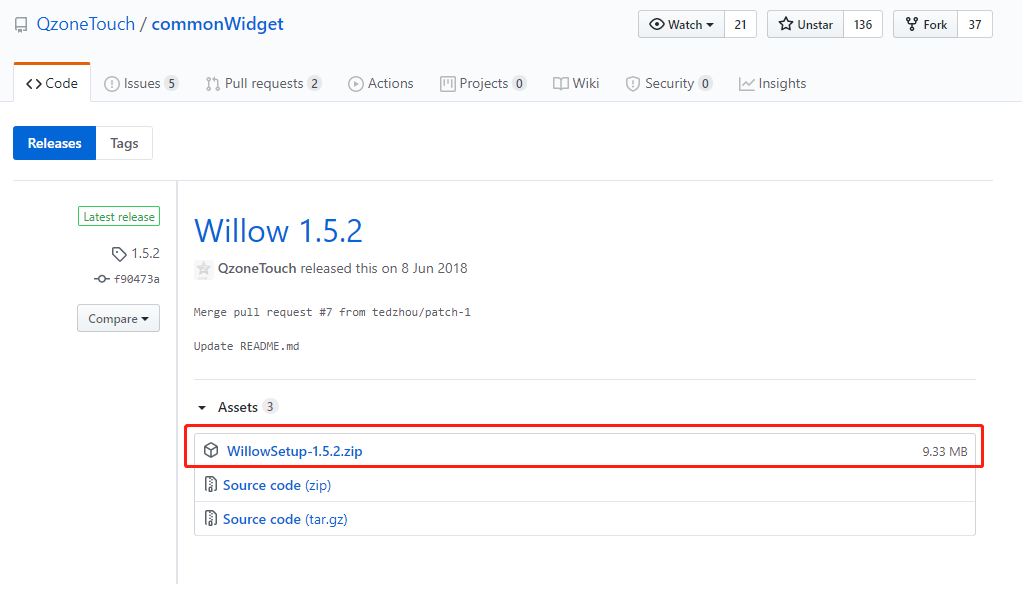 QzoneTouch / commonWidget
Watch 21 Unstar 136 Fork 37
Code Issues 5 Pull requests 2 Actions Projects 0 Wiki Security 0 Insights
Releases Tags
Latest release
1.5.2
f90473a
Compare
Willow 1.5.2
QzoneTouch released this on 8 Jun 2018
Merge pull request #7 from tedzhou/patch-1
Update README.md
Assets 3
WillowSetup-1.5.2.zip 9.33 MB
Source code (zip)
Source code (tar.gz)